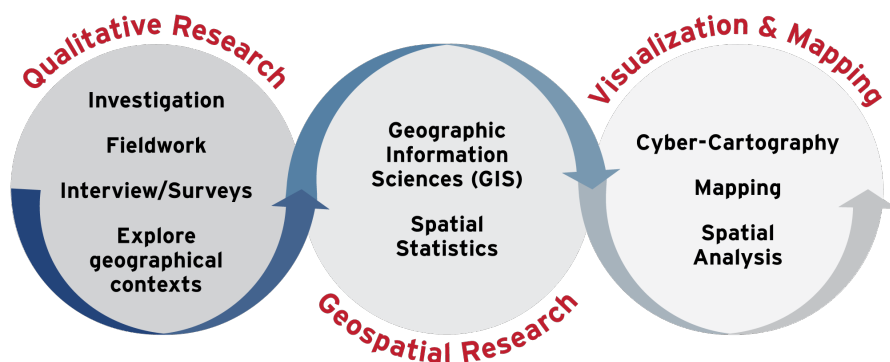 Qualitative Research
Investigation
Fieldwork
Interview/Surveys
Explore
geographical
contexts
Geographic
Information
Sciences (GIS)
Spatial
Statistics
Geospatial Research
Visualization & Mapping
Cyber-Cartography
Mapping
Spatial
Analysis